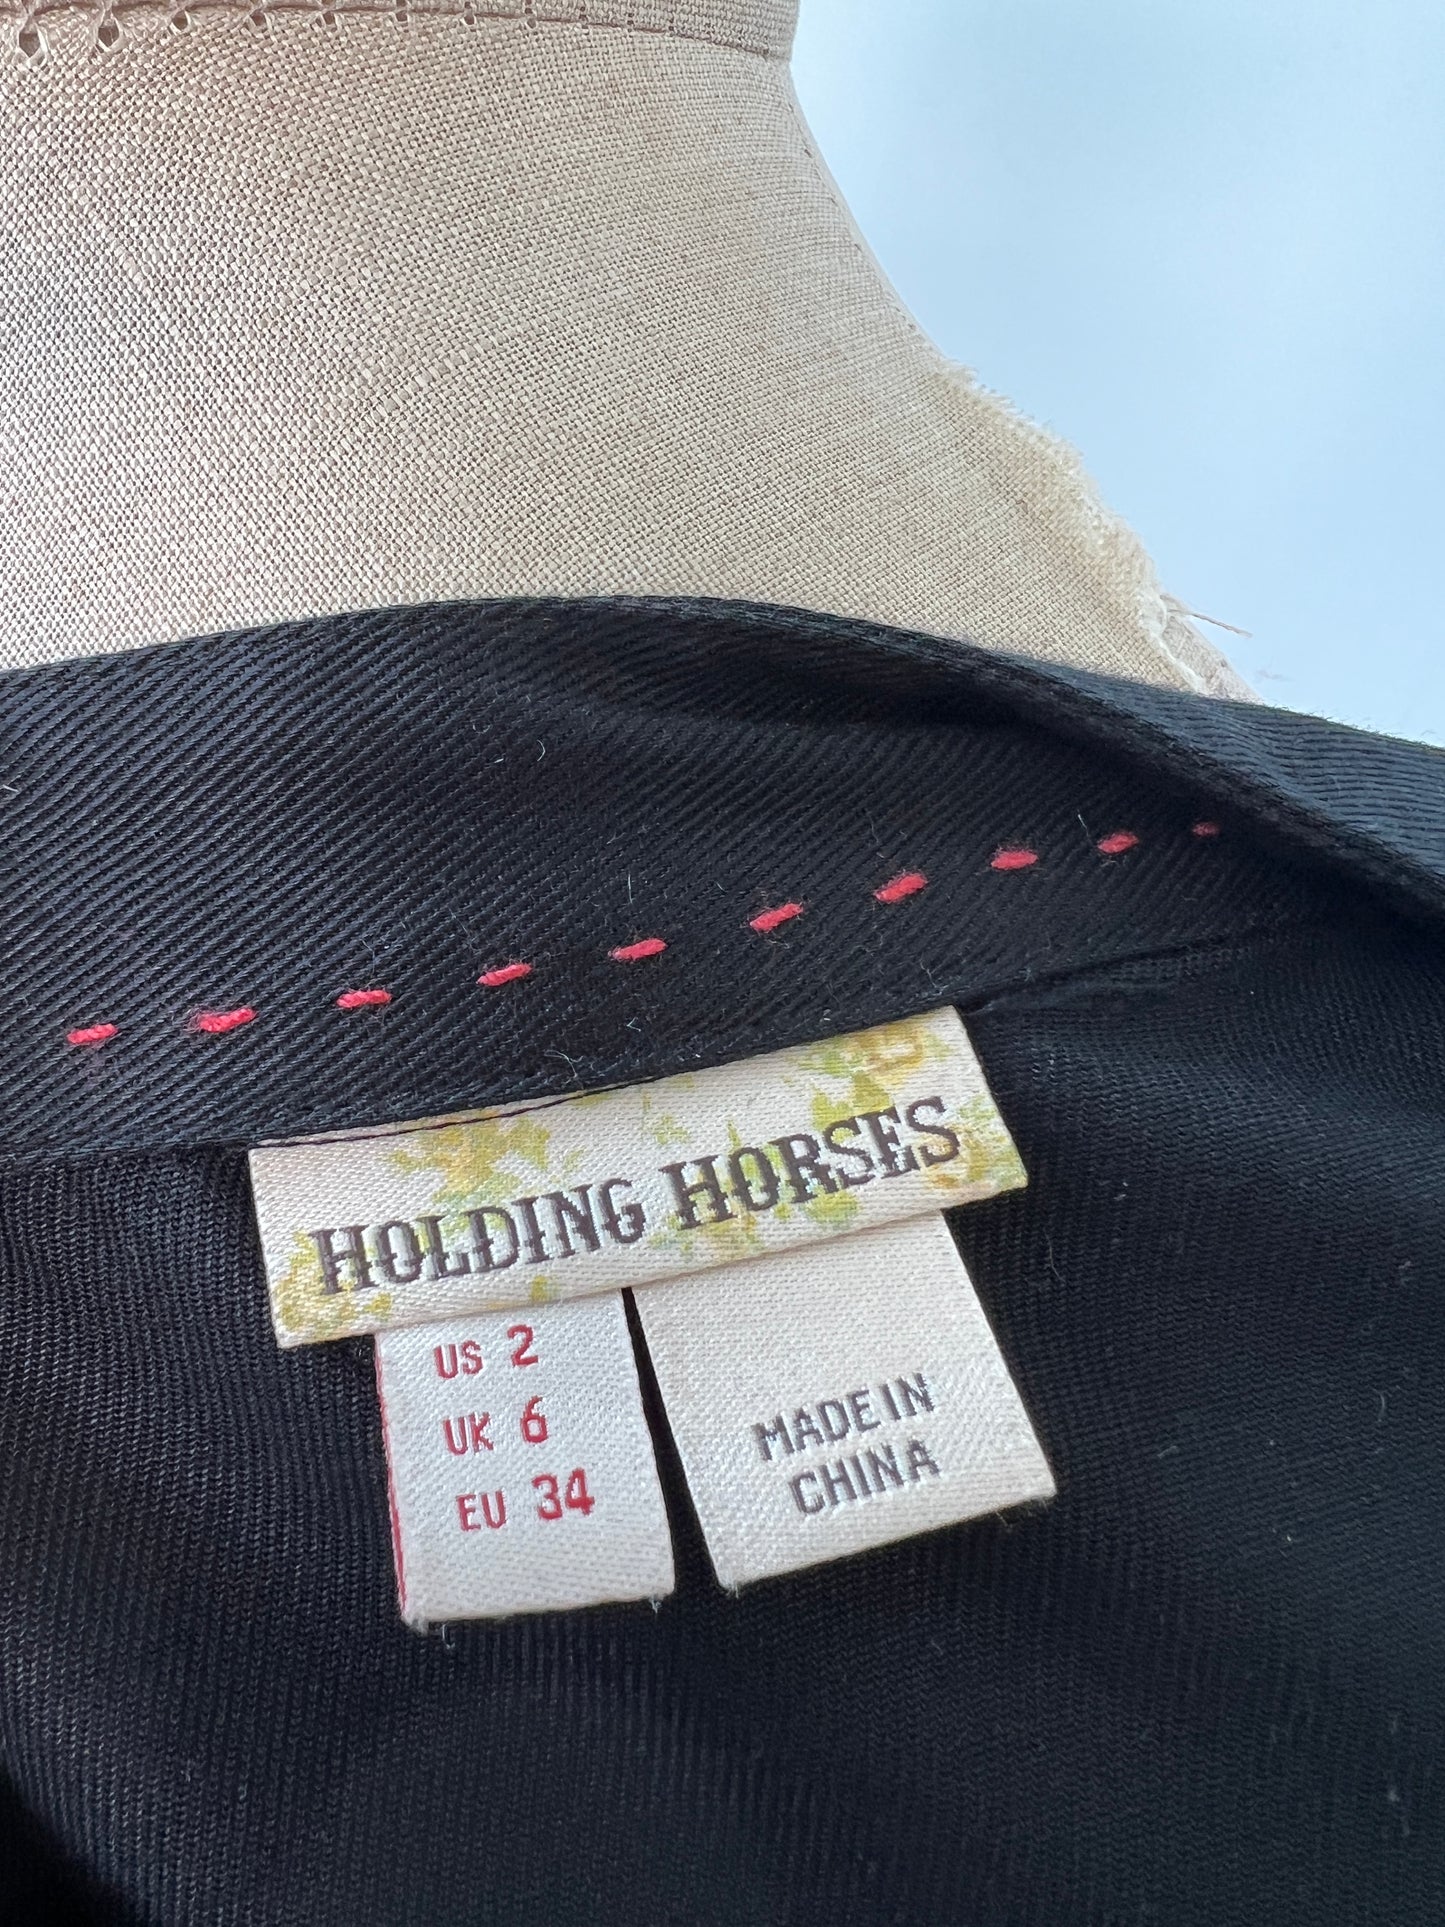 HOLDING HORSES
US 2
UK 6
EU 34
MADE IN
CHINA